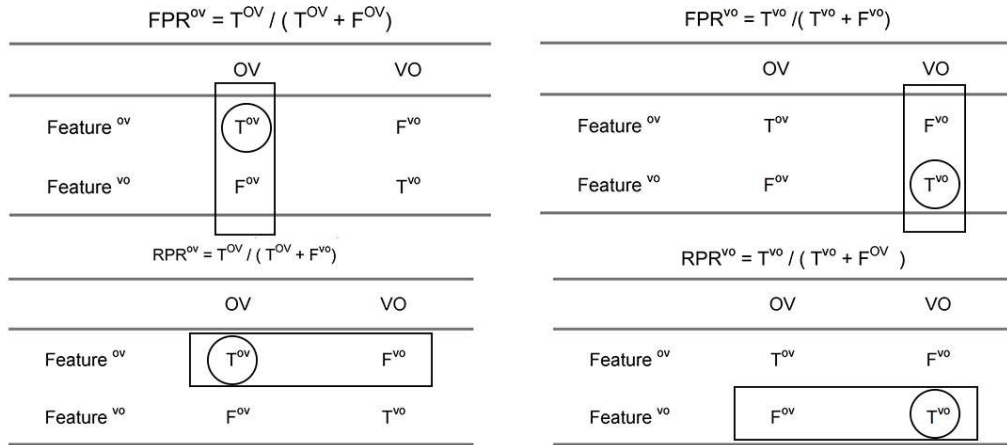 FPR^ov = T^OV / ( T^OV + F^OV)
OV VO
Feature ^ov T^ov F^vo
Feature ^vo F^ov T^vo
FPR^vo = T^vo /( T^vo + F^vo)
OV VO
Feature ^ov T^ov F^vo
Feature ^vo F^ov T^vo
RPR^ov = T^OV / ( T^OV + F^vo)
OV VO
Feature ^ov T^ov F^vo
Feature ^vo F^ov T^vo
RPR^vo = T^vo / ( T^vo + F^OV )
OV VO
Feature ^ov T^ov F^vo
Feature ^vo F^ov T^vo